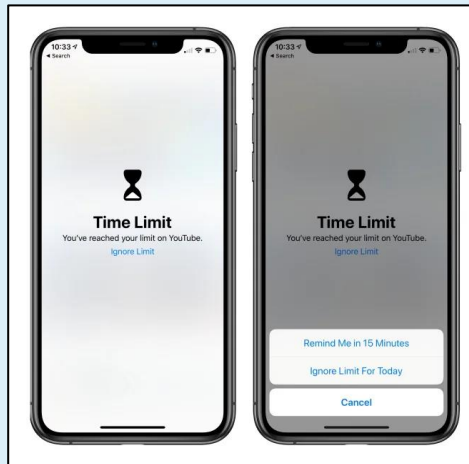 10:33
Search
Time Limit
You've reached your limit on YouTube.
Ignore Limit
10:33
Search
Time Limit
You've reached your limit on YouTube.
Ignore Limit
Remind Me in 15 Minutes
Ignore Limit For Today
Cancel